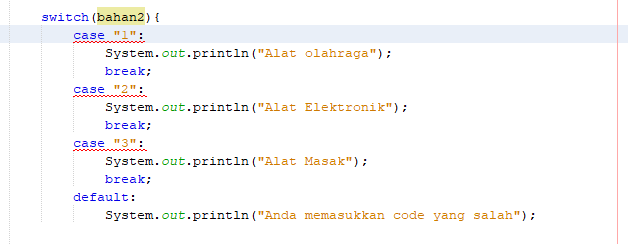 switch(bahan2){
case "1":
System.out.println("Alat olahraga");
break;
case "2":
System.out.println("Alat Elektronik");
break;
case "3":
System.out.println("Alat Masak");
break;
default:
System.out.println("Anda memasukkan code yang salah");